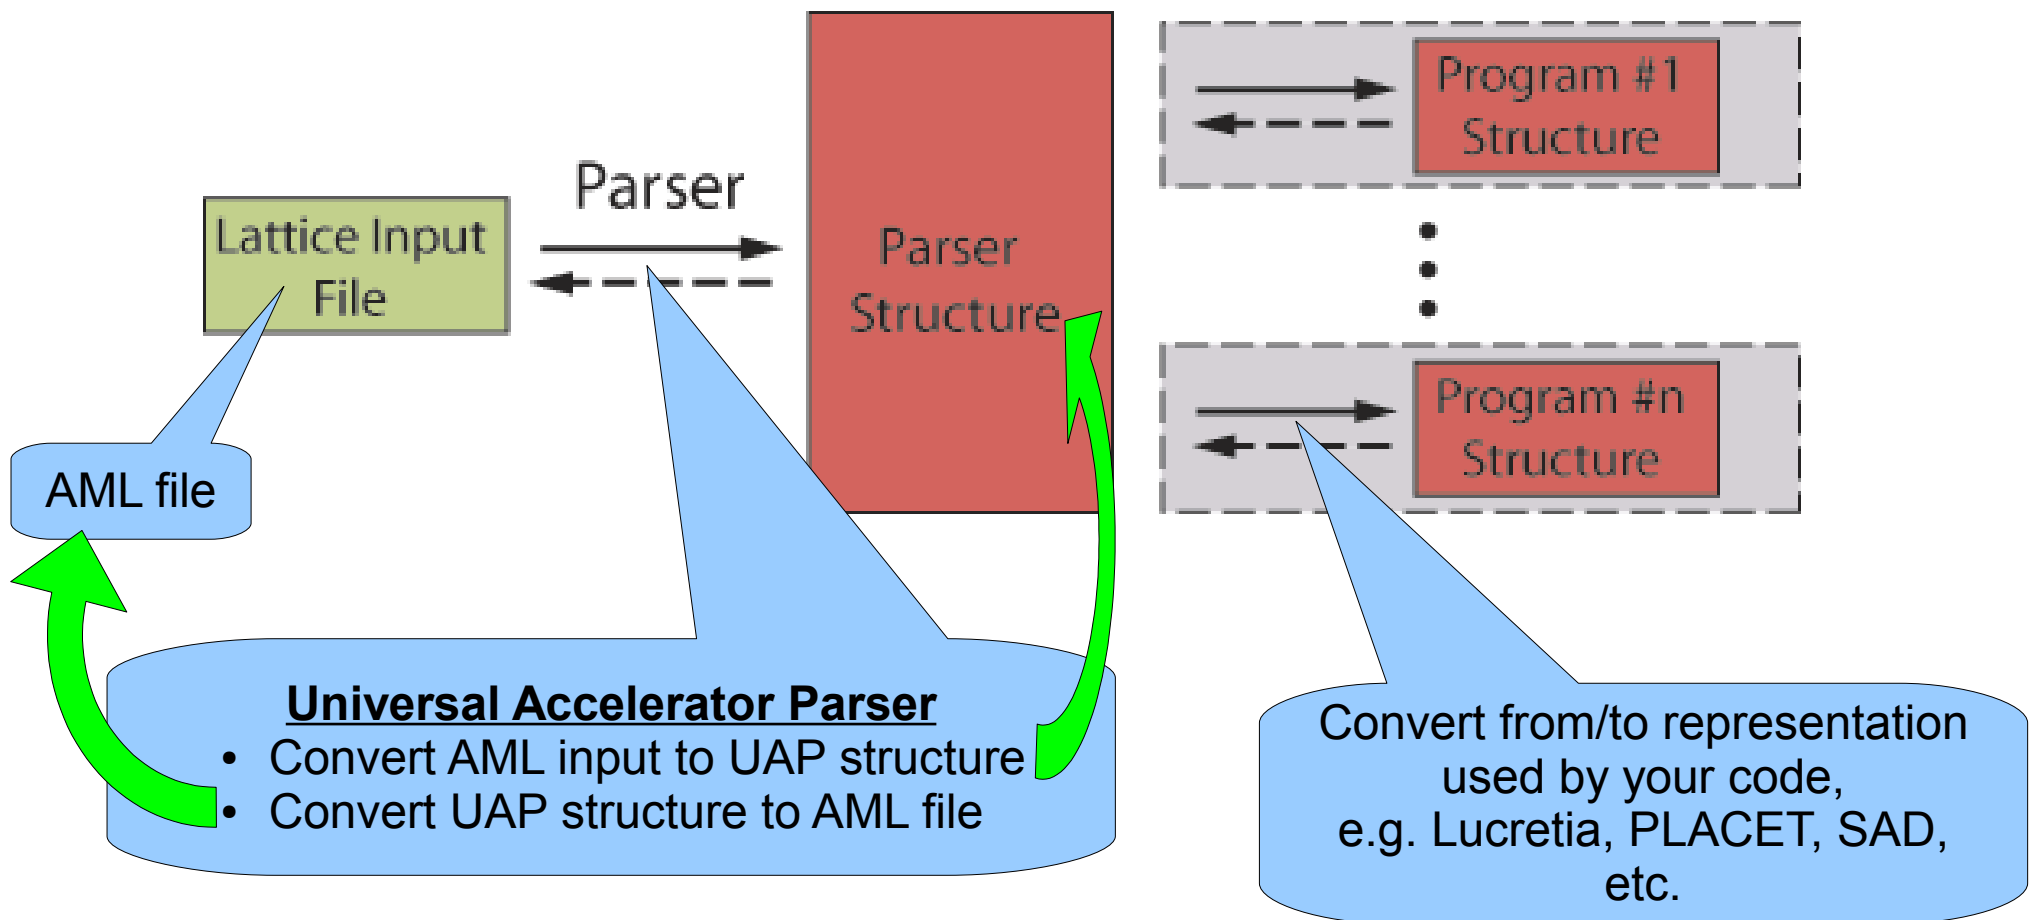 Lattice Input
File
Parser
Parser
Structure
Program #1
Structure
Program #n
Structure
AML file
Universal Accelerator Parser
• Convert AML input to UAP structure
• Convert UAP structure to AML file
Convert from/to representation
used by your code,
e.g. Lucretia, PLACET, SAD,
etc.